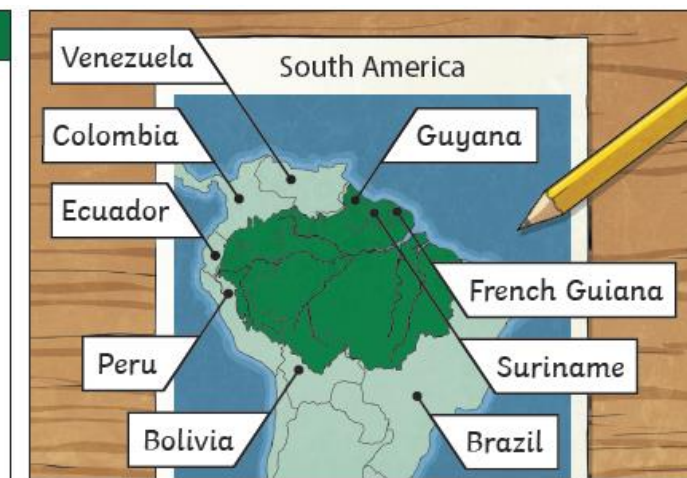 South America
Venezuela
Colombia
Guyana
Ecuador
French Guiana
Peru
Suriname
Bolivia
Brazil